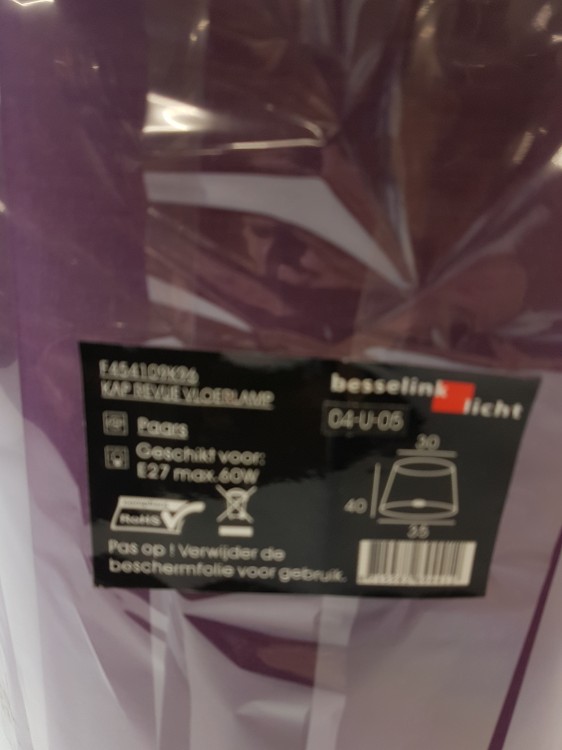 F454109K96
KAP REVUE VLOERLAMP
besselink
licht
04-U-05
Paars
Geschikt voor:
E27 max.60W
RoHS
30
40
35
Pas op ! Verwijder de
beschermfolie voor gebruik.